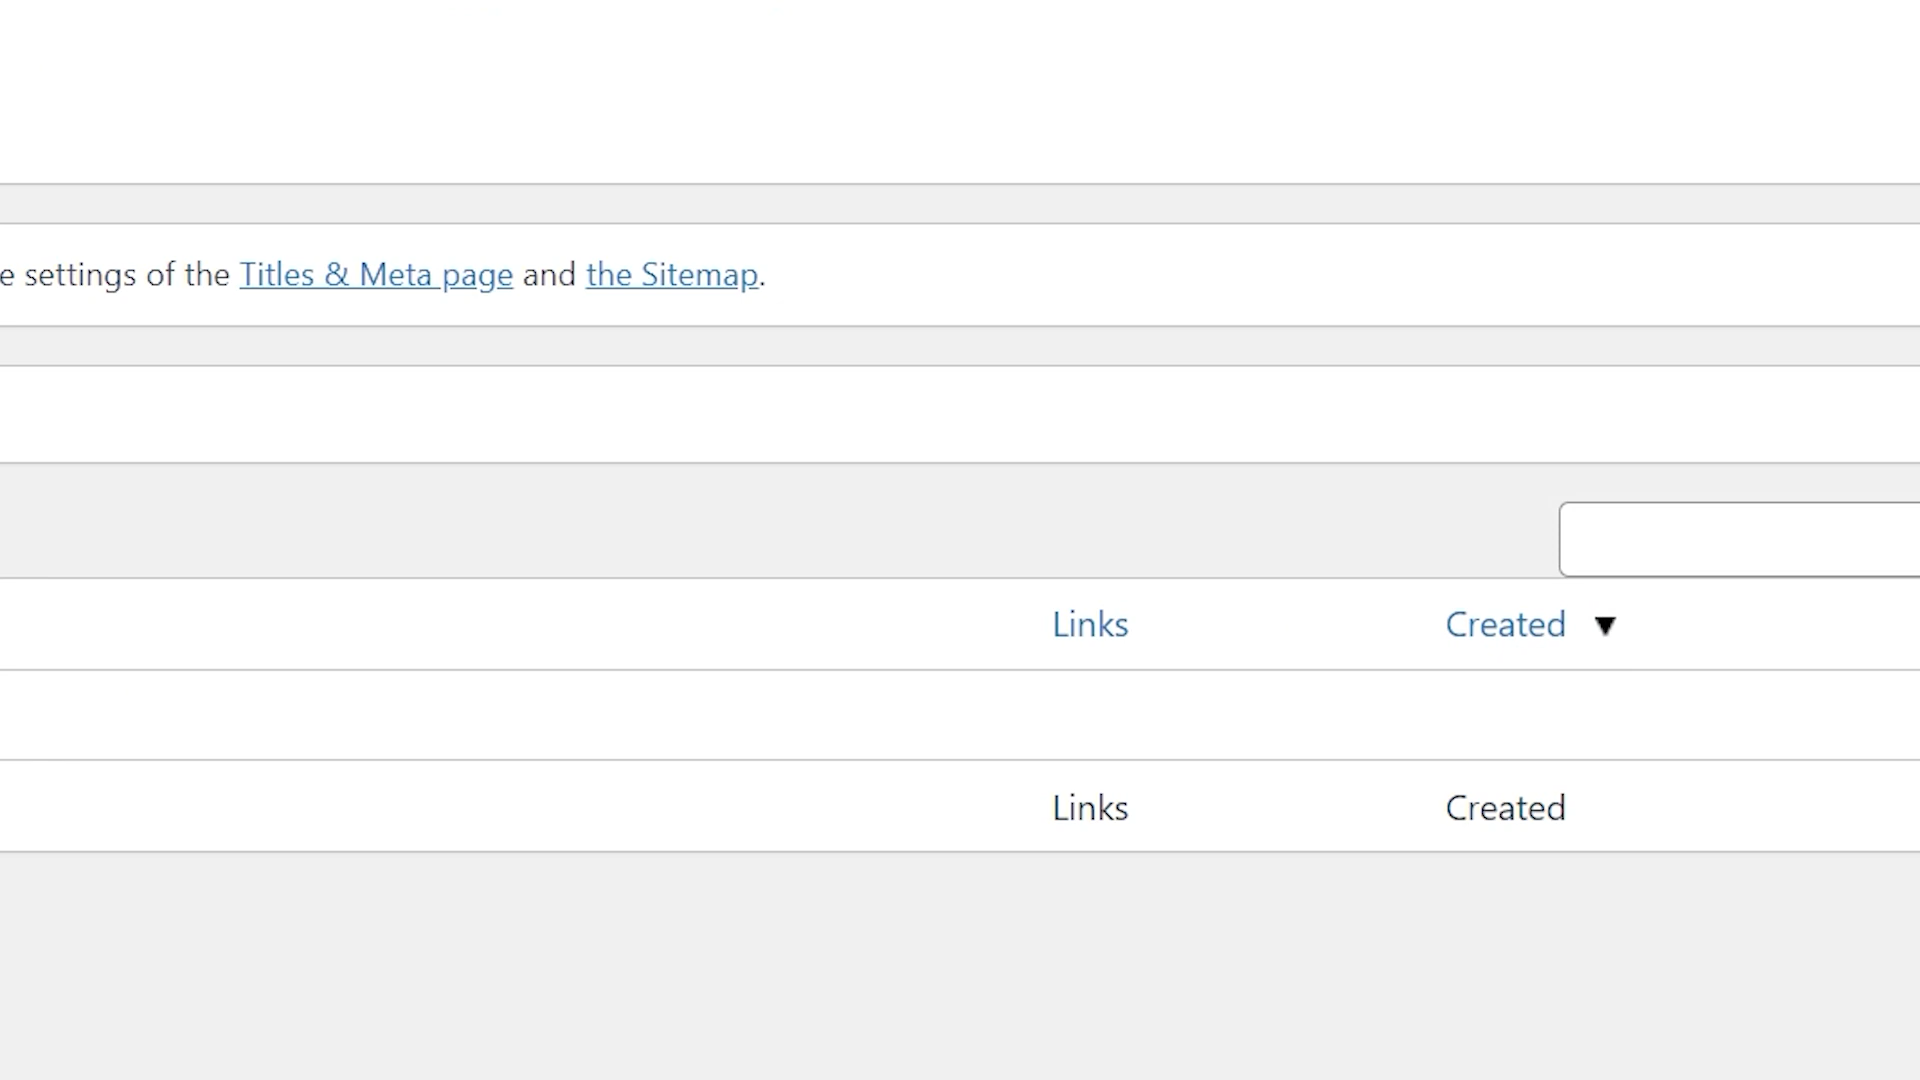 e settings of the Titles & Meta page and the Sitemap.
Links Created ▼
Links Created